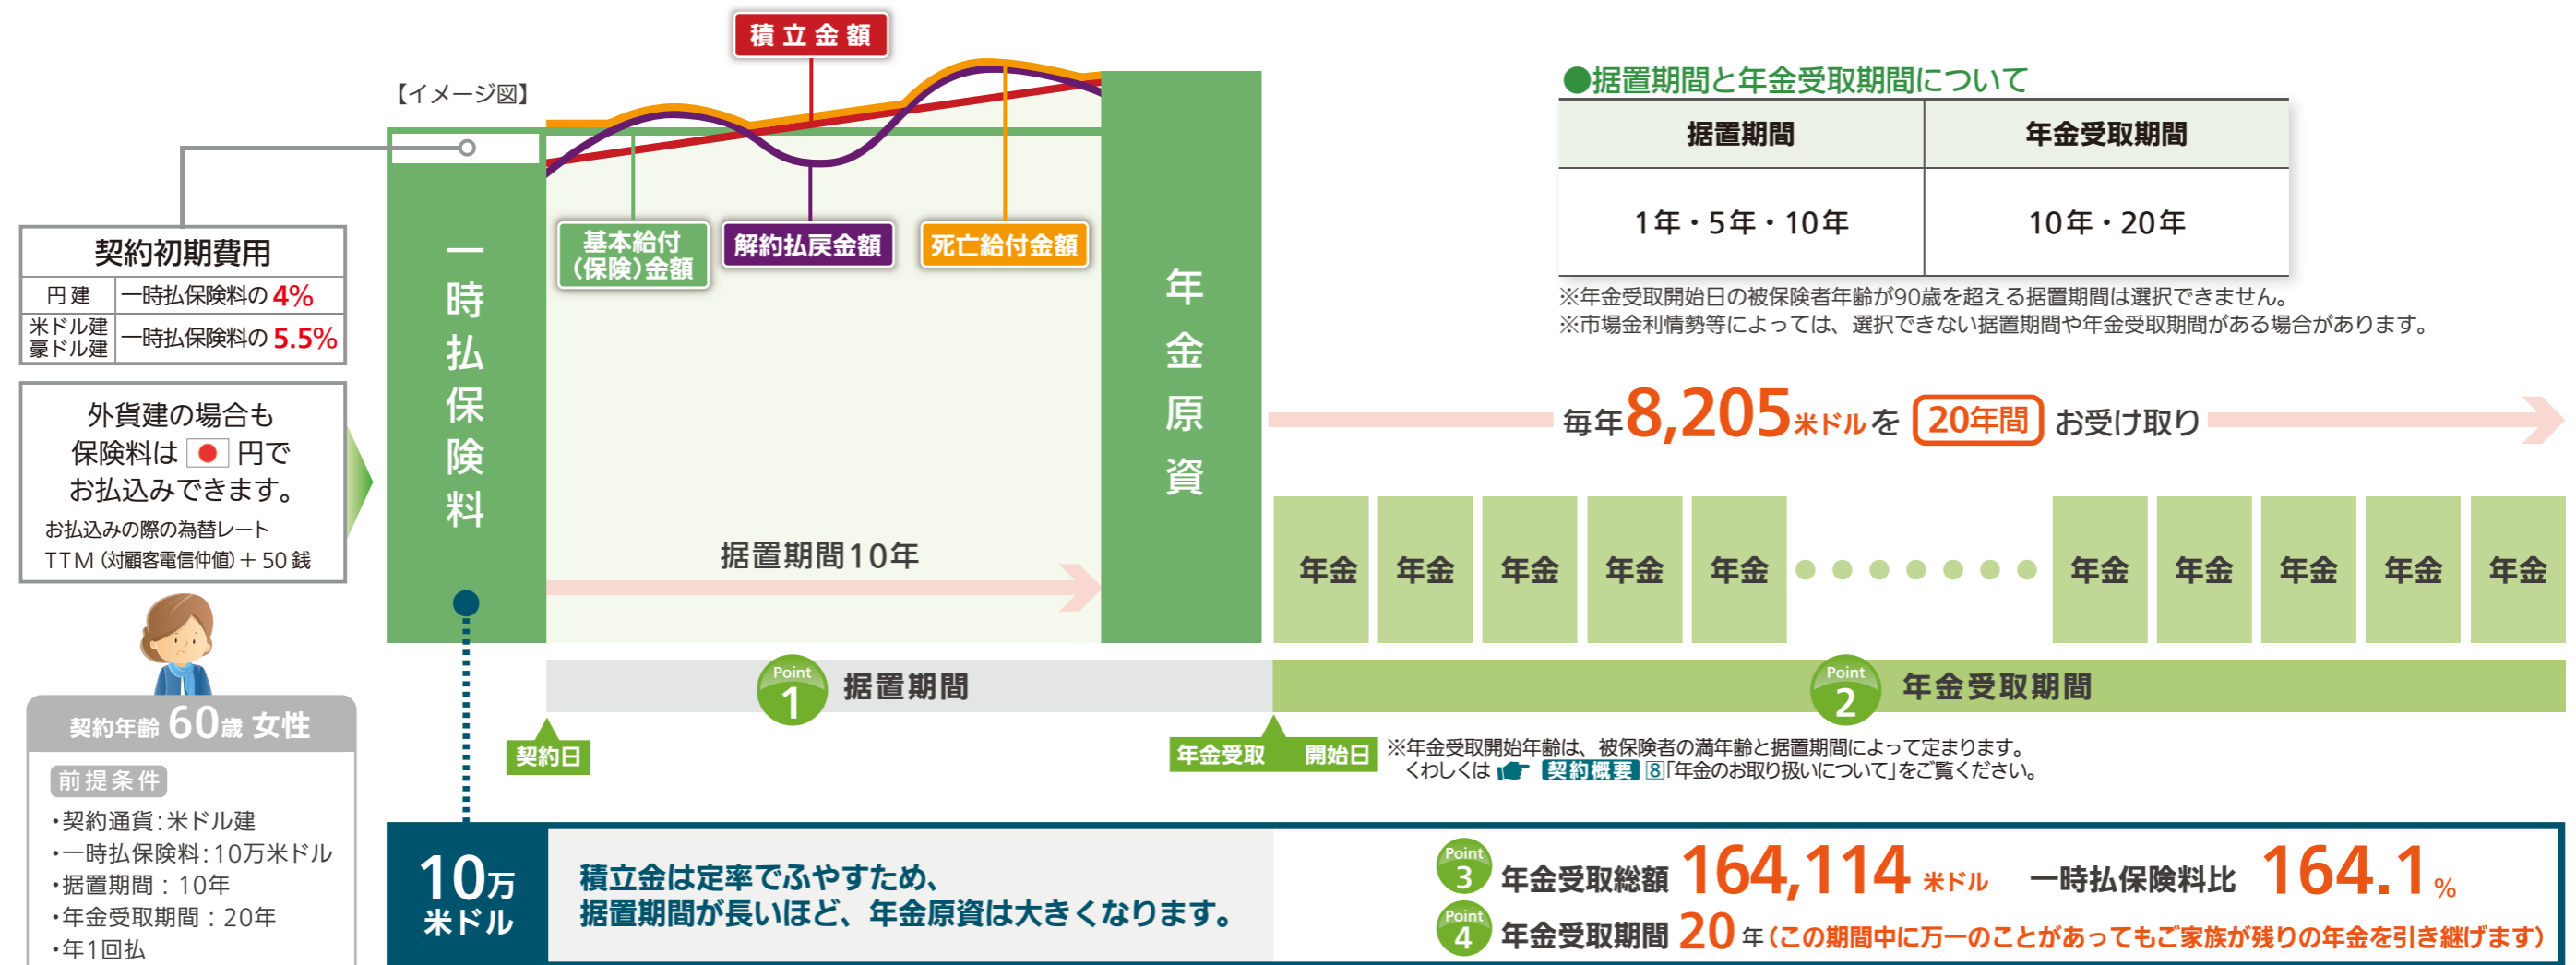 積立金額
【イメージ図】
契約初期費用
円建 一時払保険料の 4%
米ドル建
豪ドル建 一時払保険料の 5.5%
外貨建の場合も
保険料は 円で
お払込みできます。
お払込みの際の為替レート
TTM(対顧客電信仲値)+50銭
一時払保険料
基本給付
(保険)金額
解約払戻金額
死亡給付金額
据置期間10年
年金原資
●据置期間と年金受取期間について
据置期間 年金受取期間
1年・5年・10年 10年・20年
※年金受取開始日の被保険者年齢が90歳を超える据置期間は選択できません。
※市場金利情勢等によっては、選択できない据置期間や年金受取期間がある場合があります。
毎年8,205米ドルを 20年間 お受け取り
年金 年金 年金 年金 年金 年金 年金 年金 年金 年金
Point 1 据置期間
Point 2 年金受取期間
契約日
年金受取 開始日
※年金受取開始年齢は、被保険者の満年齢と据置期間によって定まります。
くわしくは 契約概要 8「年金のお取り扱いについて」をご覧ください。
契約年齢 60歳 女性
前提条件
・契約通貨:米ドル建
・一時払保険料:10万米ドル
・据置期間:10年
・年金受取期間:20年
・年1回払
10万
米ドル
積立金は定率でふやすため、
据置期間が長いほど、年金原資は大きくなります。
Point 3 年金受取総額 164,114 米ドル 一時払保険料比 164.1%
Point 4 年金受取期間 20年(この期間中に万一のことがあってもご家族が残りの年金を引き継げます)